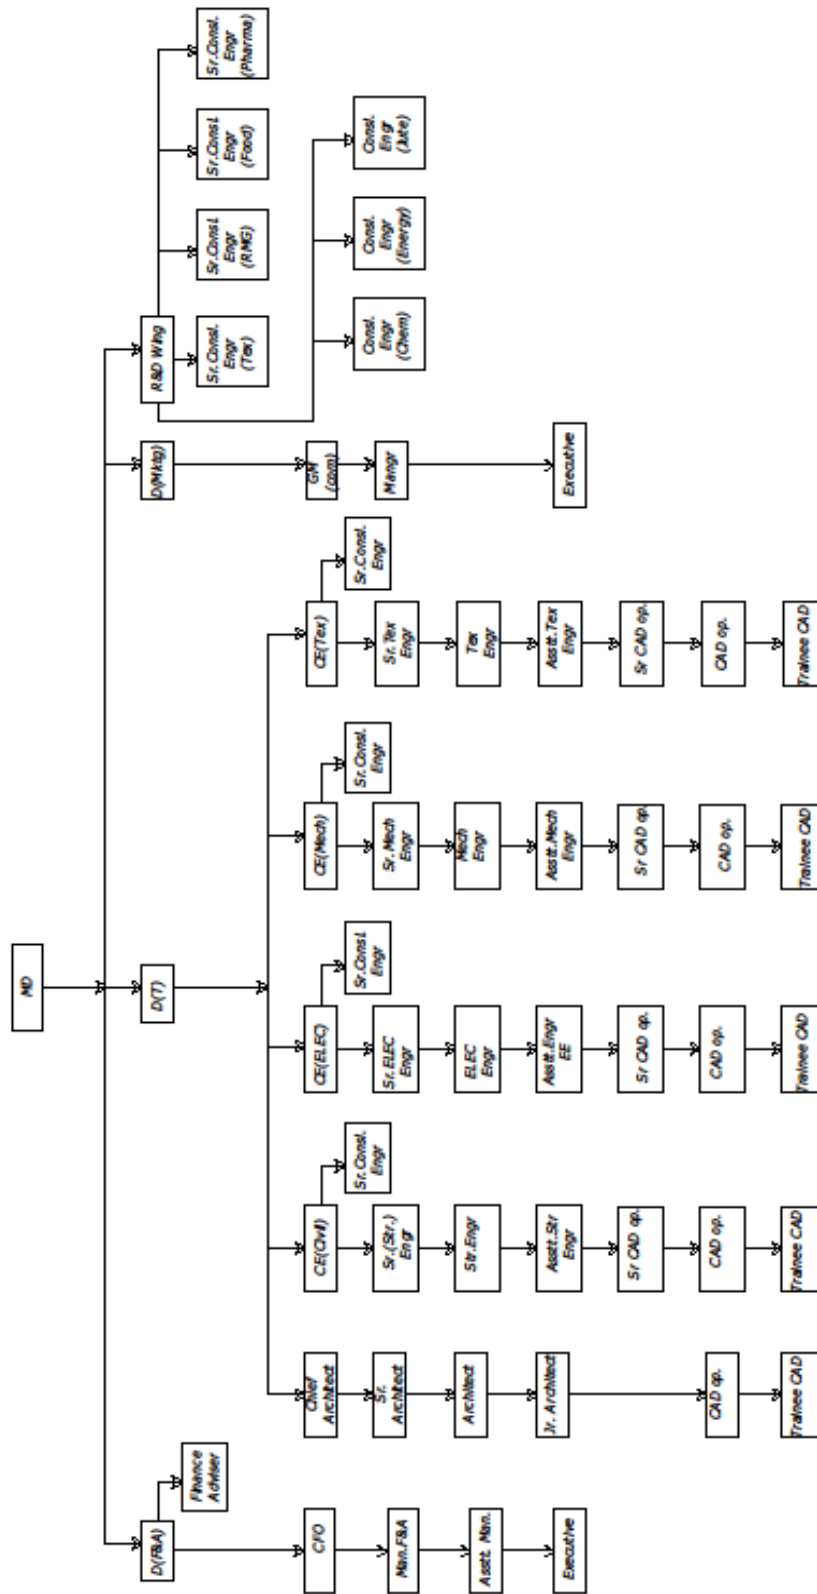 MD
D(F&A)
D(T)
D(Mktg)
R&D Wing
Finance
Adviser
Sr.Consl.
Engr
(Tex)
Sr.Consl.
Engr
(RMG)
Sr.Consl.
Engr
(Food)
Sr.Consl.
Engr
(Pharma)
CFO
Chief
Architect
CE(Civil)
CE(ELEC)
CE(Mech)
CE(Tex)
GM
(com)
Sr.Consl.
Engr
Sr.Consl.
Engr
Sr.Consl.
Engr
Sr.Consl.
Engr
Consl.
Engr
(Chem)
Consl.
Engr
(Energy)
Consl.
Engr
(Jute)
Man.F&A
Sr.
Architect
Sr.(Str.)
Engr
Sr.ELEC
Engr
Sr.Mech
Engr
Sr.Tex
Engr
Mangr
Asstt. Man.
Architect
Str.Engr
ELEC
Engr
Mech
Engr
Tex
Engr
Executive
Jr. Architect
Asstt.Str
Engr
Asstt.Engr
EE
Asstt.Mech
Engr
Asstt.Tex
Engr
Executive
Sr CAD op.
Sr CAD op.
Sr CAD op.
Sr CAD op.
CAD op.
CAD op.
CAD op.
CAD op.
CAD op.
Trainee CAD
Trainee CAD
Trainee CAD
Trainee CAD
Trainee CAD